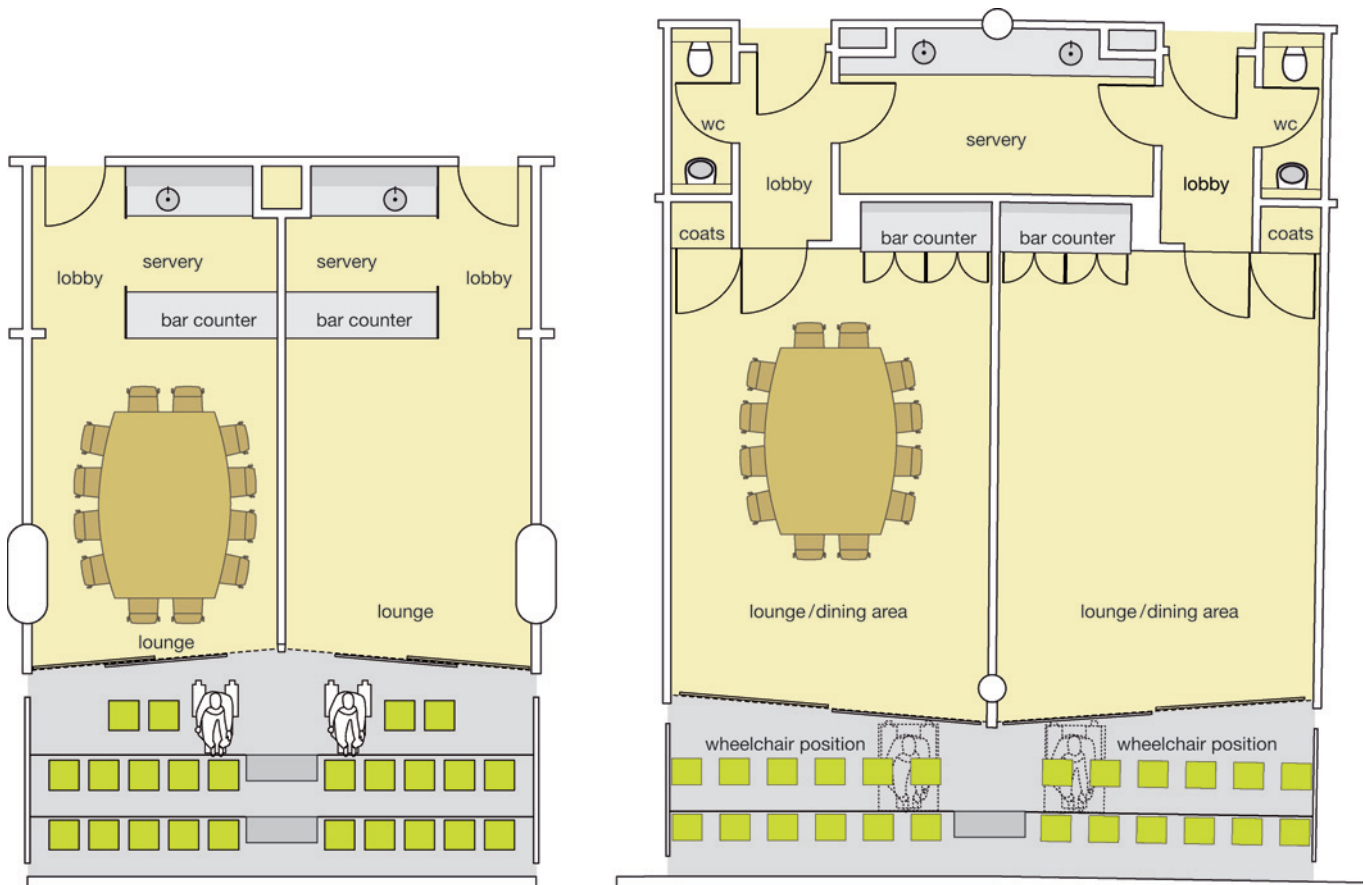 lobby
servery
servery
lobby
bar counter
bar counter
lounge
lounge
wc
servery
wc
lobby
lobby
coats
bar counter
bar counter
coats
lounge/dining area
lounge/dining area
wheelchair position
wheelchair position